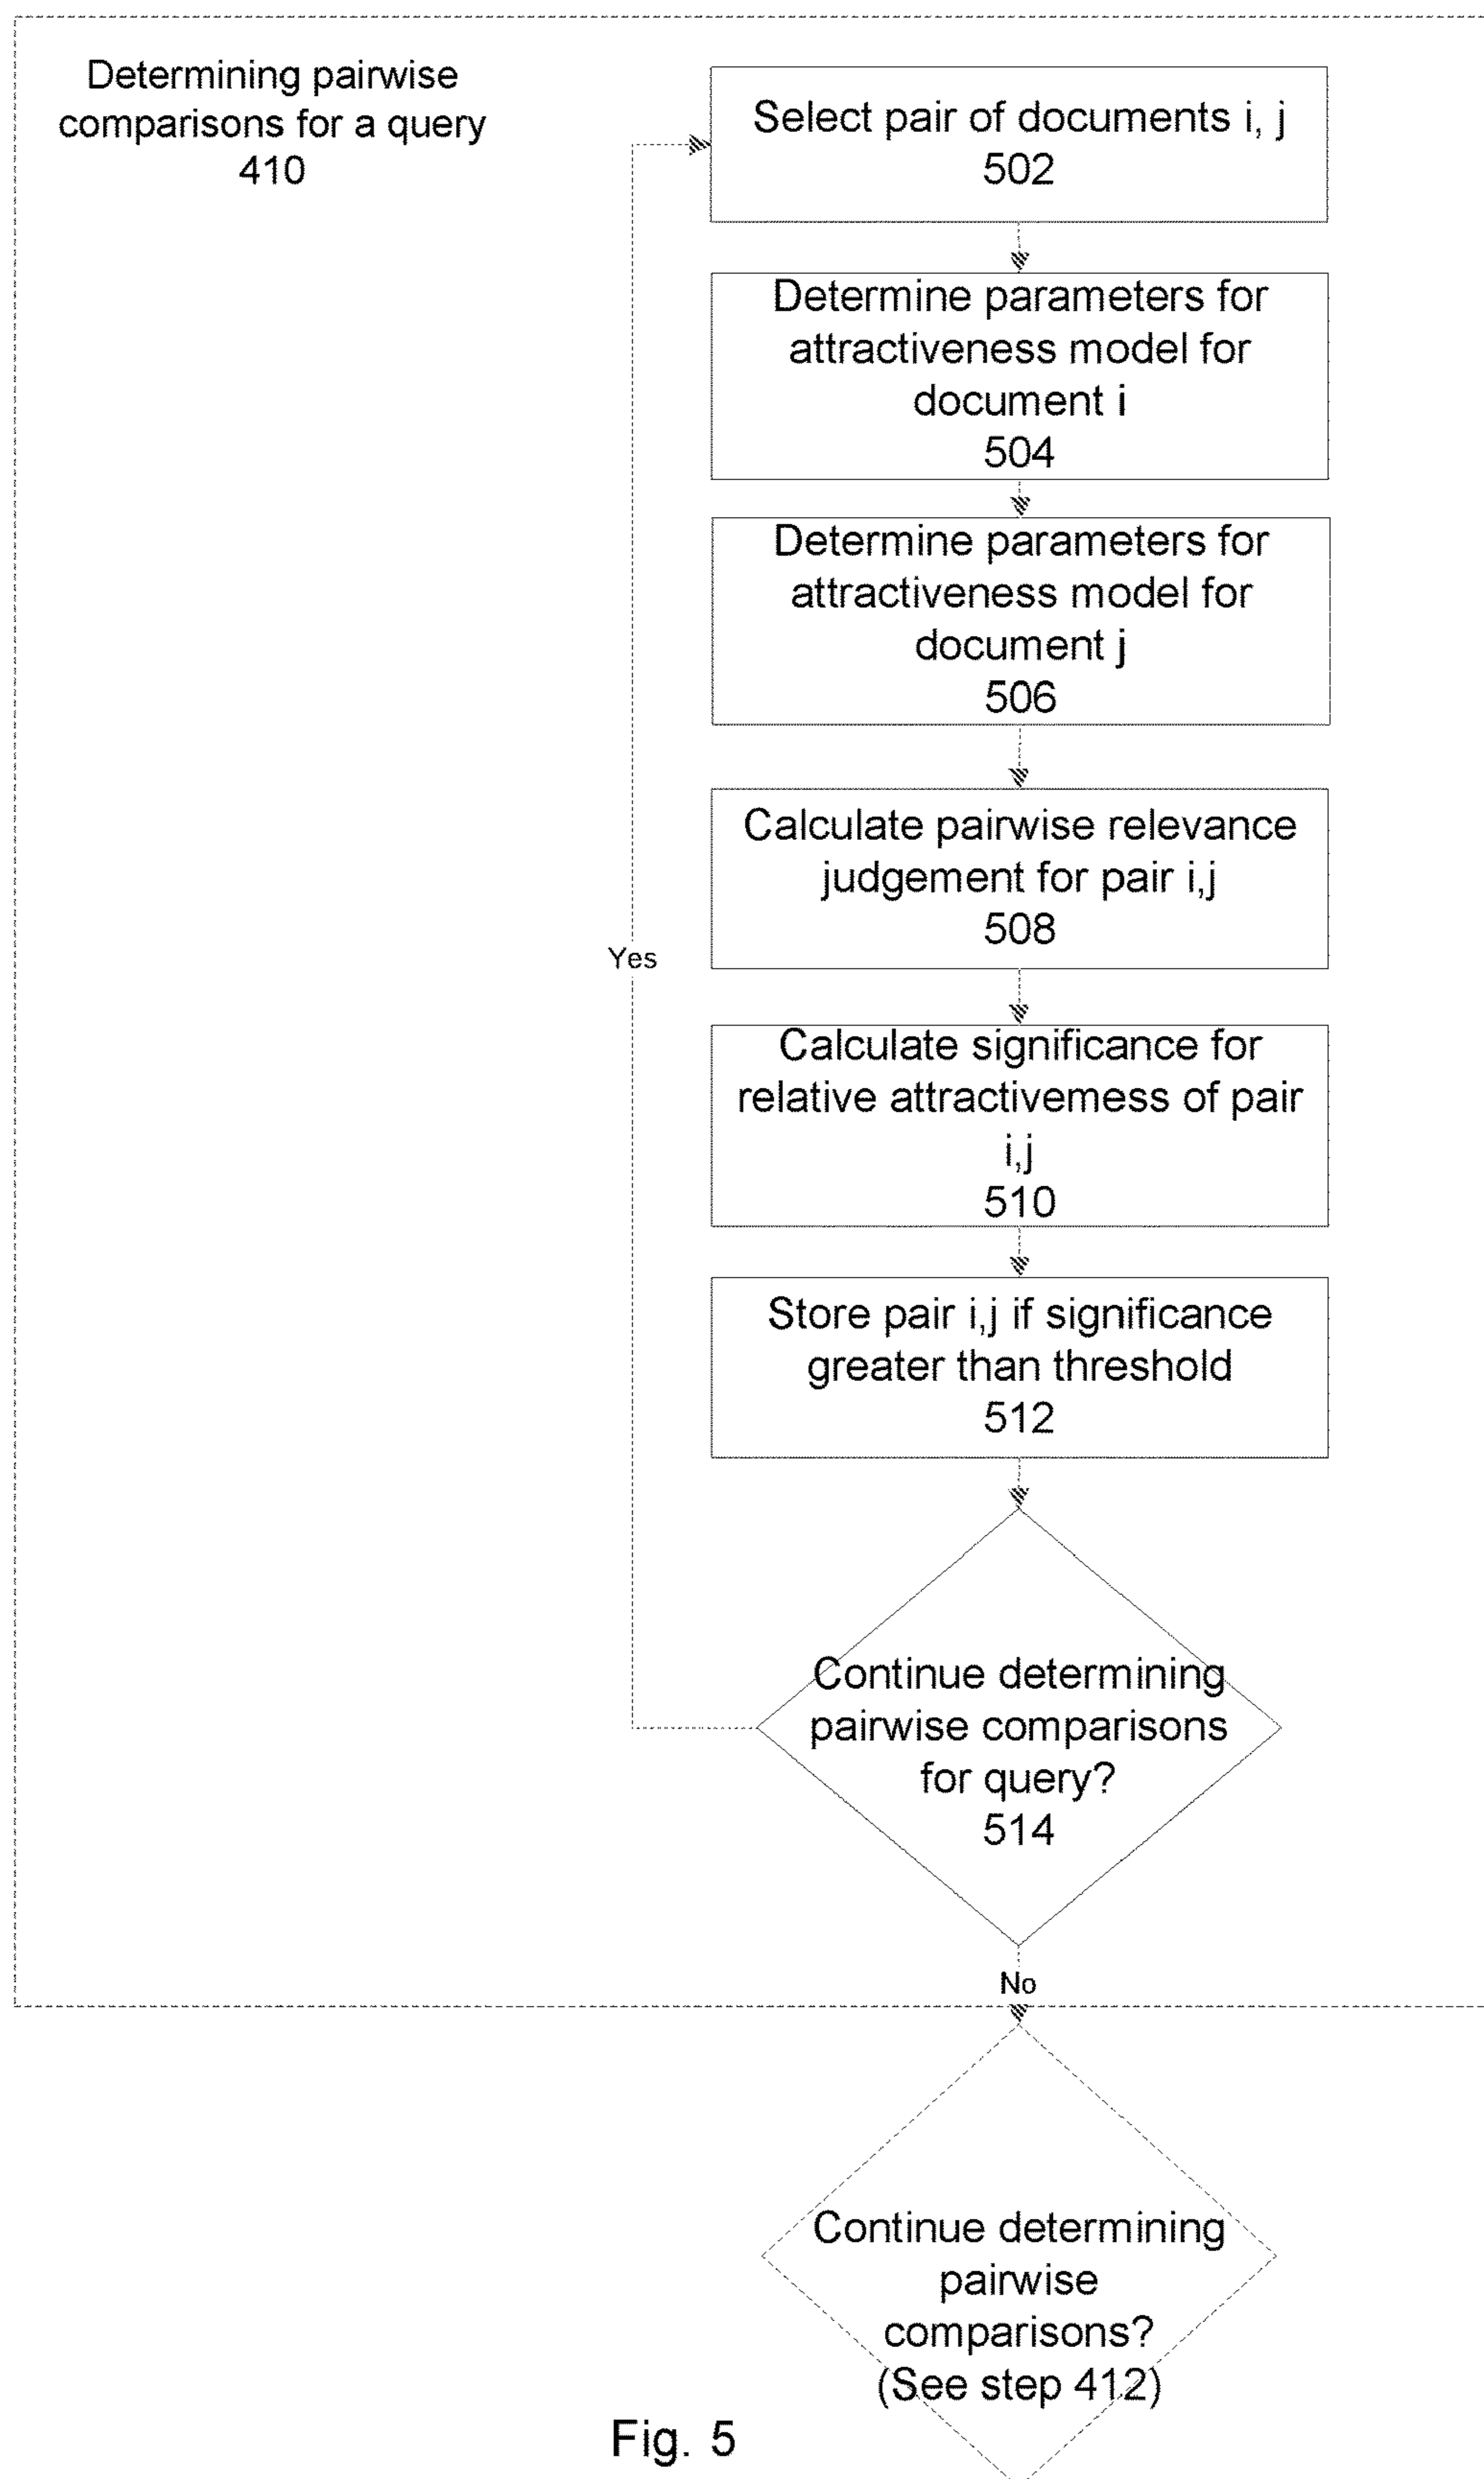 Determining pairwise
comparisons for a query
410
Select pair of documents i, j
502
Determine parameters for
attractiveness model for
document i
504
Determine parameters for
attractiveness model for
document j
506
Calculate pairwise relevance
judgement for pair i,j
508
Yes
Calculate significance for
relative attractivemess of pair
i,j
510
Store pair i,j if significance
greater than threshold
512
Continue determining
pairwise comparisons
for query?
514
No
Continue determining
pairwise
comparisons?
(See step 412)
Fig. 5